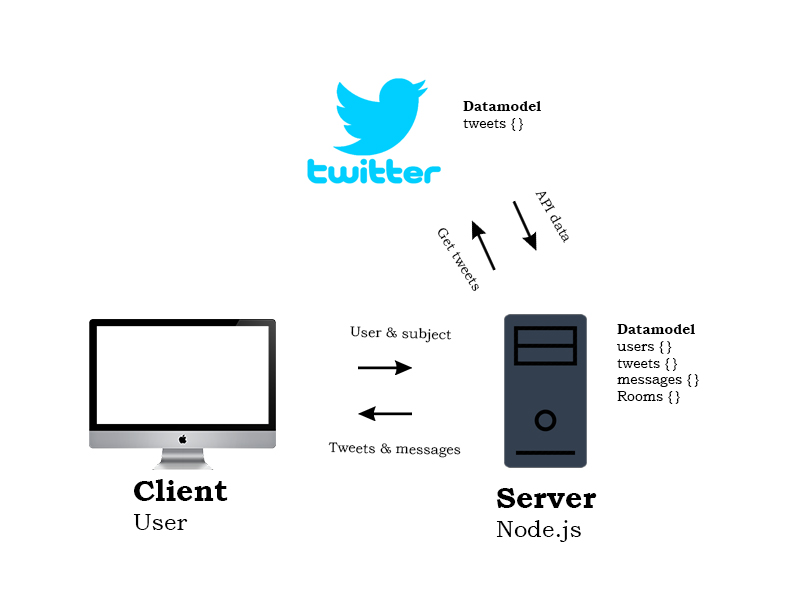 twitter
Datamodel
tweets {}
API data
Get tweets
User & subject
Tweets & messages
Datamodel
users {}
tweets {}
messages {}
Rooms {}
Client
User
Server
Node.js